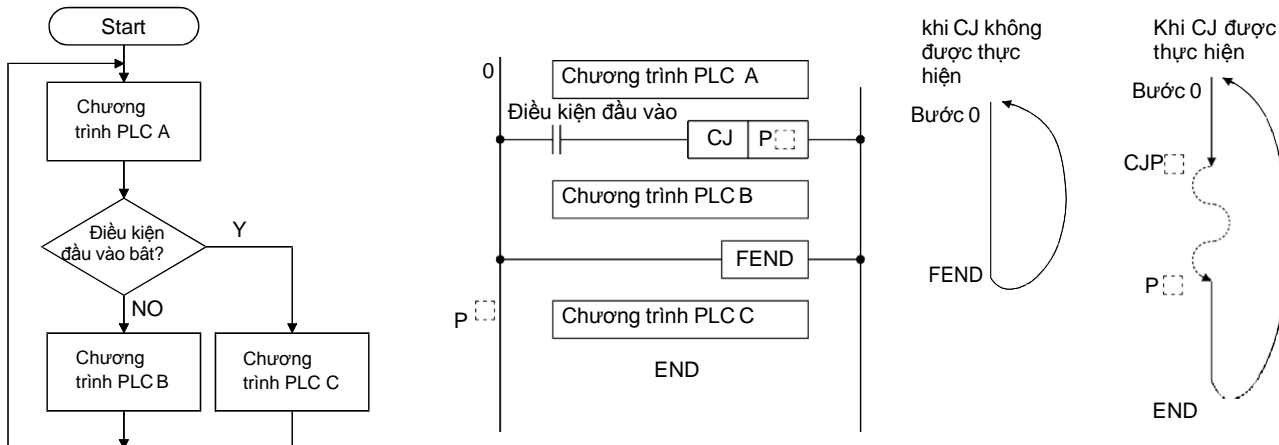 Start
Chương
trình PLC A
Điều kiện
đầu vào bât?
Y
NO
Chương
trình PLC B
Chương
trình PLC C
0
Chương trình PLC A
Điều kiện đầu vào
CJ P
Chương trình PLC B
FEND
P
Chương trình PLC C
END
khi CJ không
được thực
hiện
Bước 0
FEND
Khi CJ được
thực hiện
Bước 0
CJP
P
END